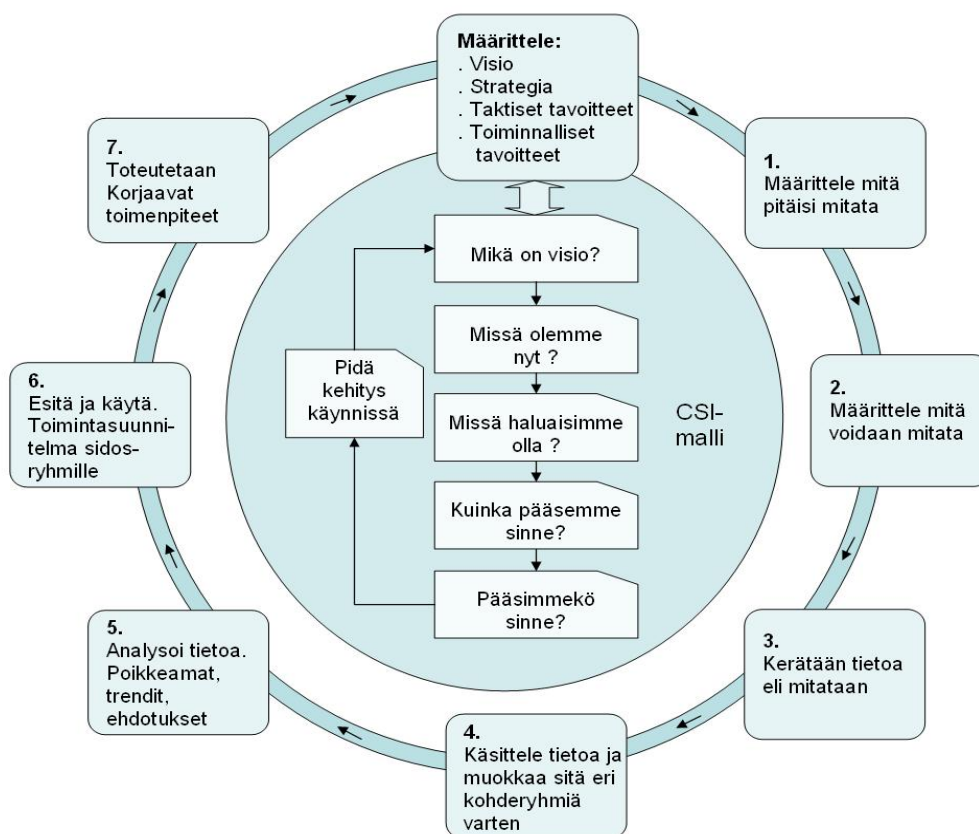 Määrittele:
. Visio
. Strategia
. Taktiset tavoitteet
. Toiminnalliset
tavoitteet
1.
Määrittele mitä
pitäisi mitata
2.
Määrittele mitä
voidaan mitata
3.
Kerätään tietoa
eli mitataan
4.
Käsittele tietoa ja
muokkaa sitä eri
kohderyhmiä
varten
5.
Analysoi tietoa.
Poikkeamat,
trendit,
ehdotukset
6.
Esitä ja käytä.
Toimintasuunni-
telma sidos-
ryhmille
7.
Toteutetaan
Korjaavat
toimenpiteet
Mikä on visio?
Missä olemme
nyt ?
Missä haluaisimme
olla ?
Kuinka pääsemme
sinne?
Pääsimmekö
sinne?
Pidä
kehitys
käynnissä
CSI-
malli